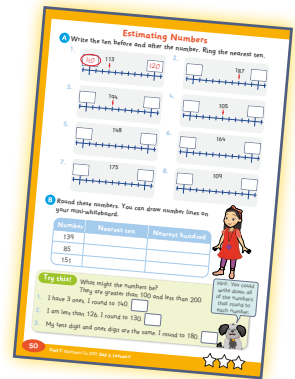 Estimating Numbers
A Write the ten before and after the number. Ring the nearest ten.
1. 110 113 120
2. 187
3. 194
4. 105
5. 148
6. 164
7. 175
8. 109
B Round these numbers. You can draw number lines on
your mini-whiteboard.
Number Nearest ten Nearest hundred
139
85
151
Try this!
What might the numbers be?
They are greater than 100 and less than 200.
1. I have 3 ones. I round to 140.
2. I am less than 126. I round to 130.
3. My tens digit and ones digits are the same. I round to 180.
Hint: You could
write down all
of the numbers
that round to
each number.
50